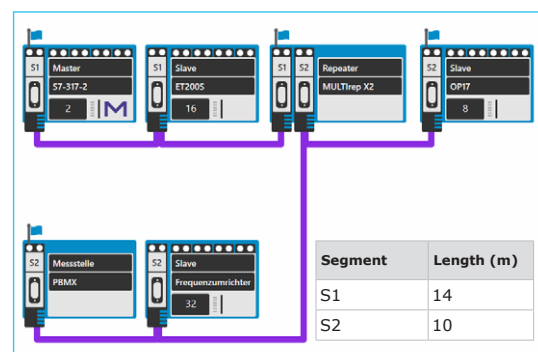 S1
Master
S7-317-2
2
M
S1
Slave
ET200S
16
S1
S2
Repeater
MULTIrep X2
S2
Slave
OP17
8
S2
Messstelle
PBMX
S2
Slave
Frequenzumrichter
32
Segment Length (m)
S1 14
S2 10